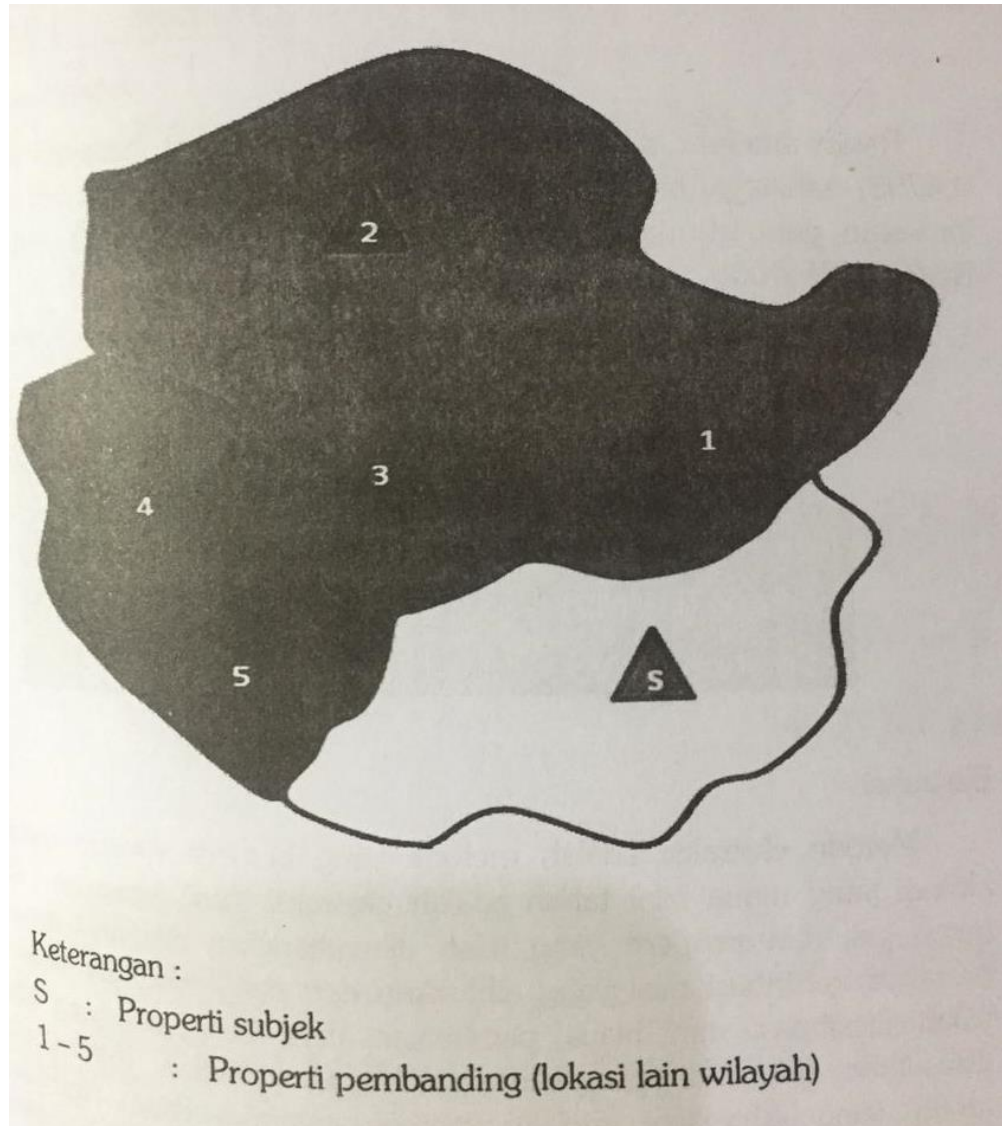 2
1
3
4
5
S
Keterangan :
S : Properti subjek
1 - 5 : Properti pembanding (lokasi lain wilayah)